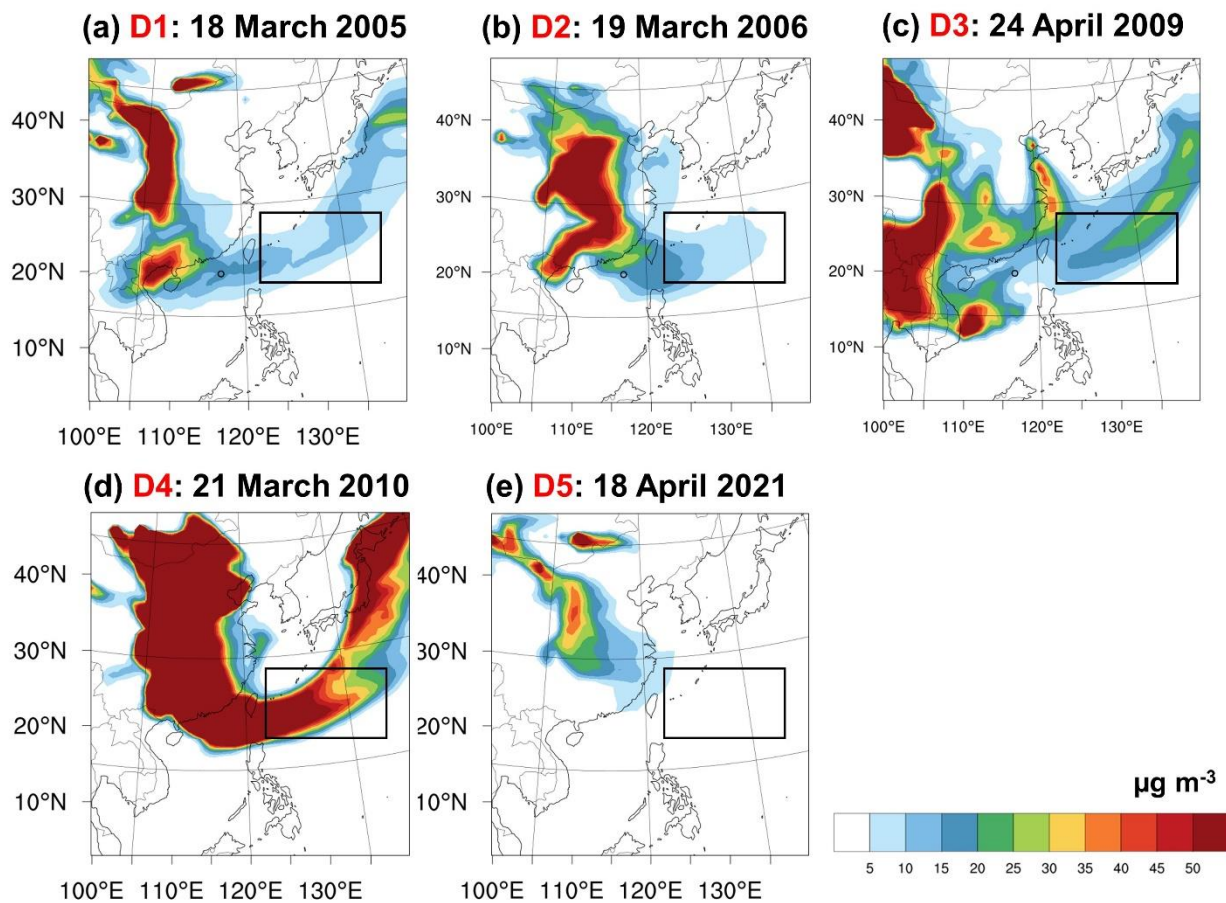 (a) D1: 18 March 2005
(b) D2: 19 March 2006
(c) D3: 24 April 2009
40°N
30°N
20°N
10°N
100°E 110°E 120°E 130°E
40°N
30°N
20°N
10°N
100°E 110°E 120°E 130°E
40°N
30°N
20°N
10°N
100°E 110°E 120°E 130°E
(d) D4: 21 March 2010
(e) D5: 18 April 2021
40°N
30°N
20°N
10°N
100°E 110°E 120°E 130°E
40°N
30°N
20°N
10°N
100°E 110°E 120°E 130°E
µg m-3
5 10 15 20 25 30 35 40 45 50